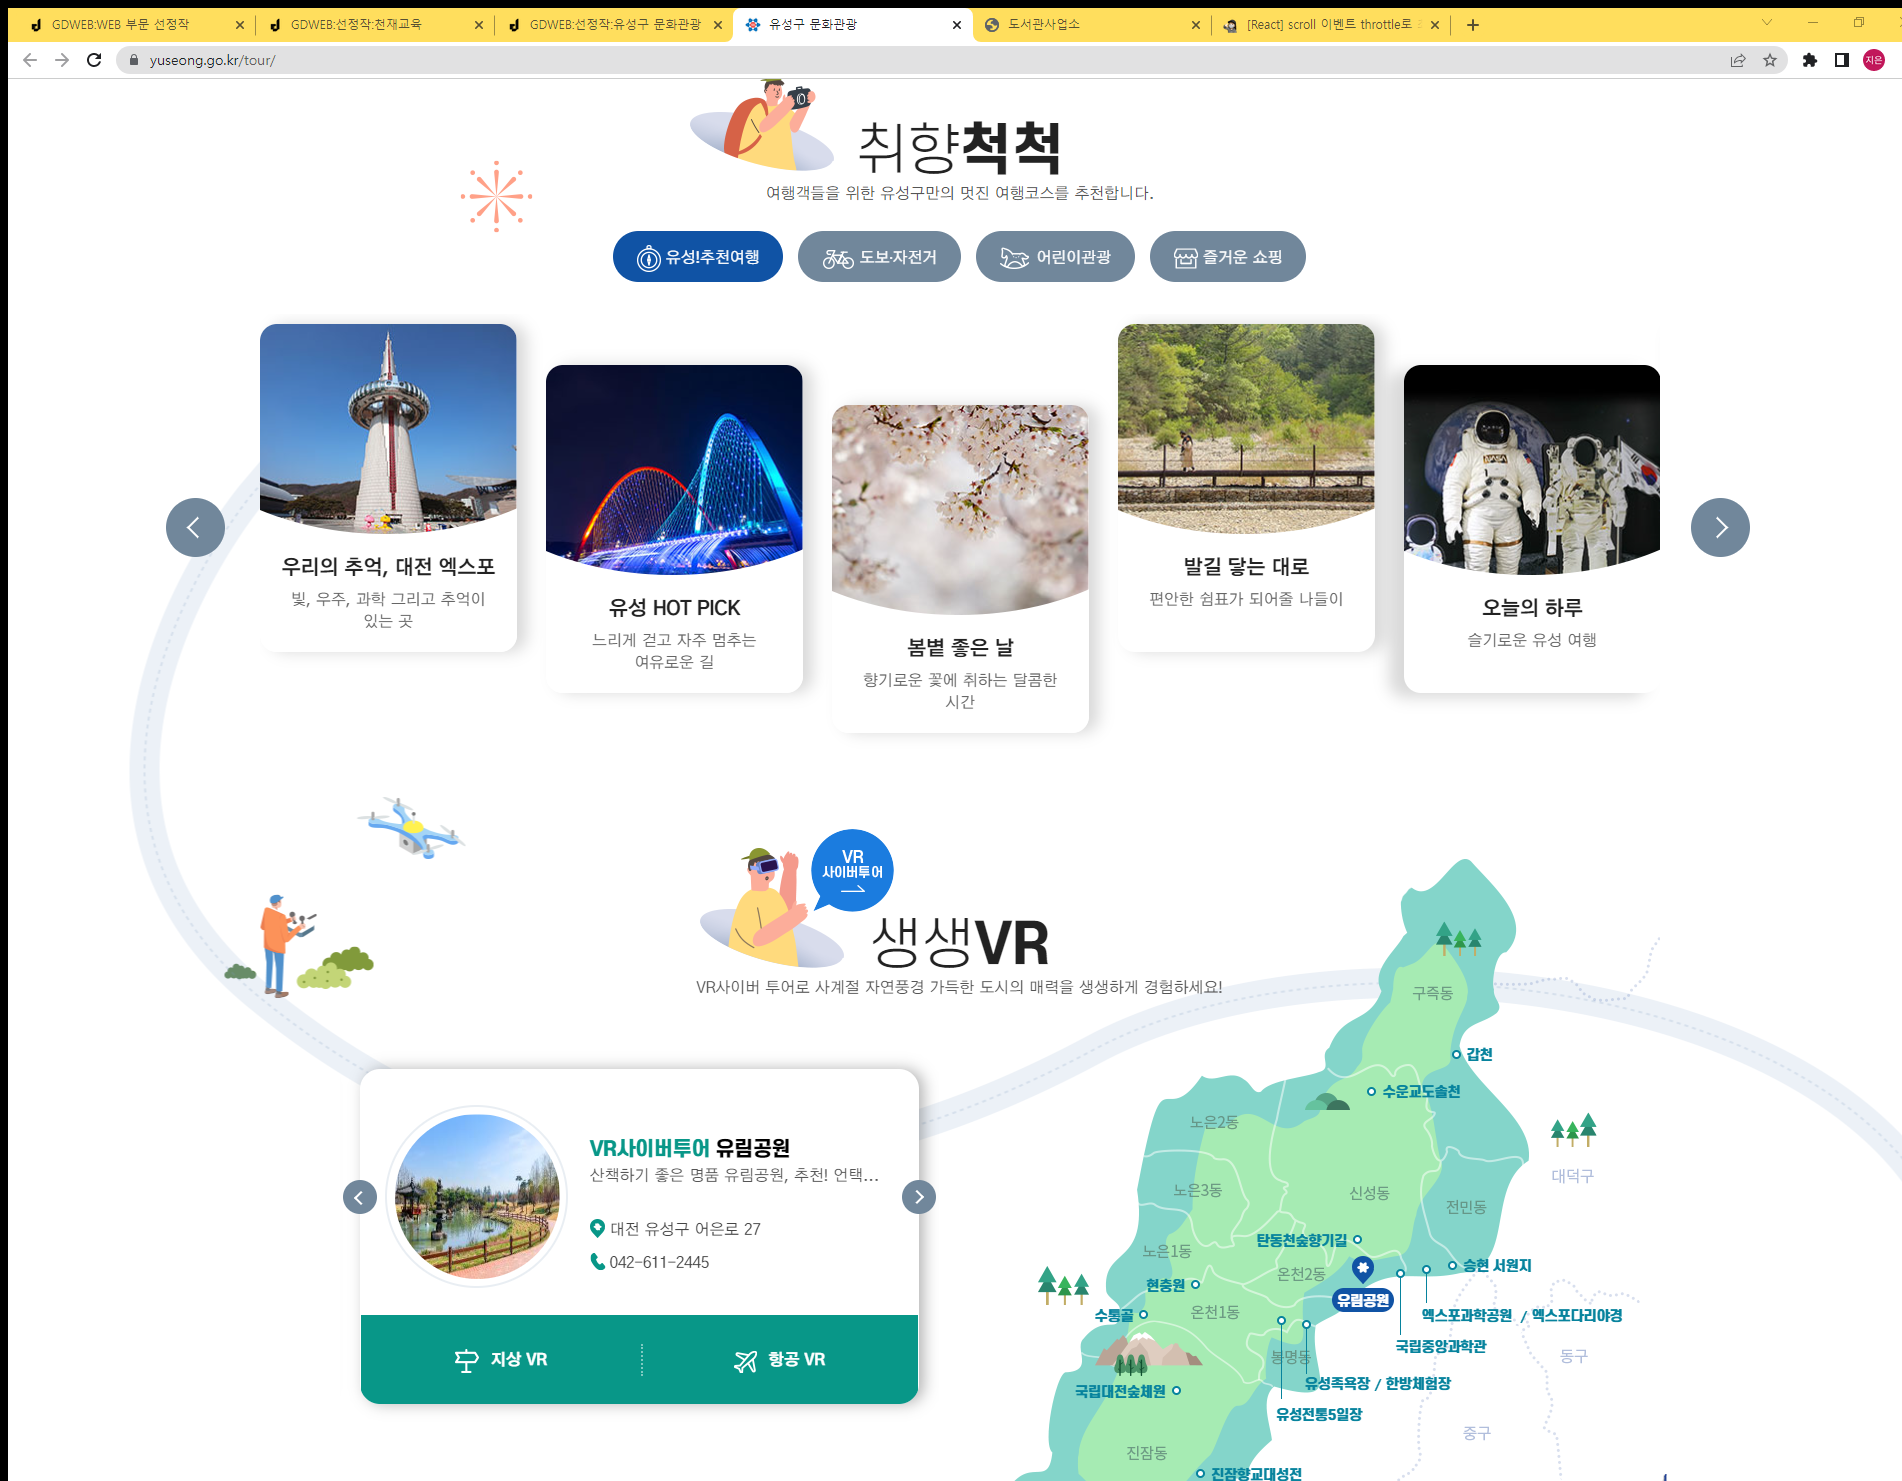 GDWEB:WEB 부문 선정작
GDWEB:선정작:천재교육
GDWEB:선정작:유성구 문화관광
유성구 문화관광
도서관사업소
[React] scroll 이벤트 throttle로
yuseong.go.kr/tour/
지은
취향척척
여행객들을 위한 유성구만의 멋진 여행코스를 추천합니다.
유성!추천여행
도보·자전거
어린이관광
즐거운 쇼핑
우리의 추억, 대전 엑스포
빛, 우주, 과학 그리고 추억이
있는 곳
유성 HOT PICK
느리게 걷고 자주 멈추는
여유로운 길
봄볕 좋은 날
향기로운 꽃에 취하는 달콤한
시간
발길 닿는 대로
편안한 쉼표가 되어줄 나들이
오늘의 하루
슬기로운 유성 여행
VR
사이버투어
생생VR
VR사이버 투어로 사계절 자연풍경 가득한 도시의 매력을 생생하게 경험하세요!
VR사이버투어 유림공원
산책하기 좋은 명품 유림공원, 추천! 언택...
대전 유성구 어은로 27
042-611-2445
지상 VR
항공 VR
구즉동
갑천
수운교도솔천
노은2동
대덕구
노은3동
신성동
전민동
탄동천숲향기길
노은1동
온천2동
승현 서원지
현충원
유림공원
수통골
온천1동
엑스포과학공원 / 엑스포다리야경
국립중앙과학관
봉명동
동구
유성족욕장 / 한방체험장
국립대전숲체원
유성전통5일장
중구
진잠동
진잠향교대성전